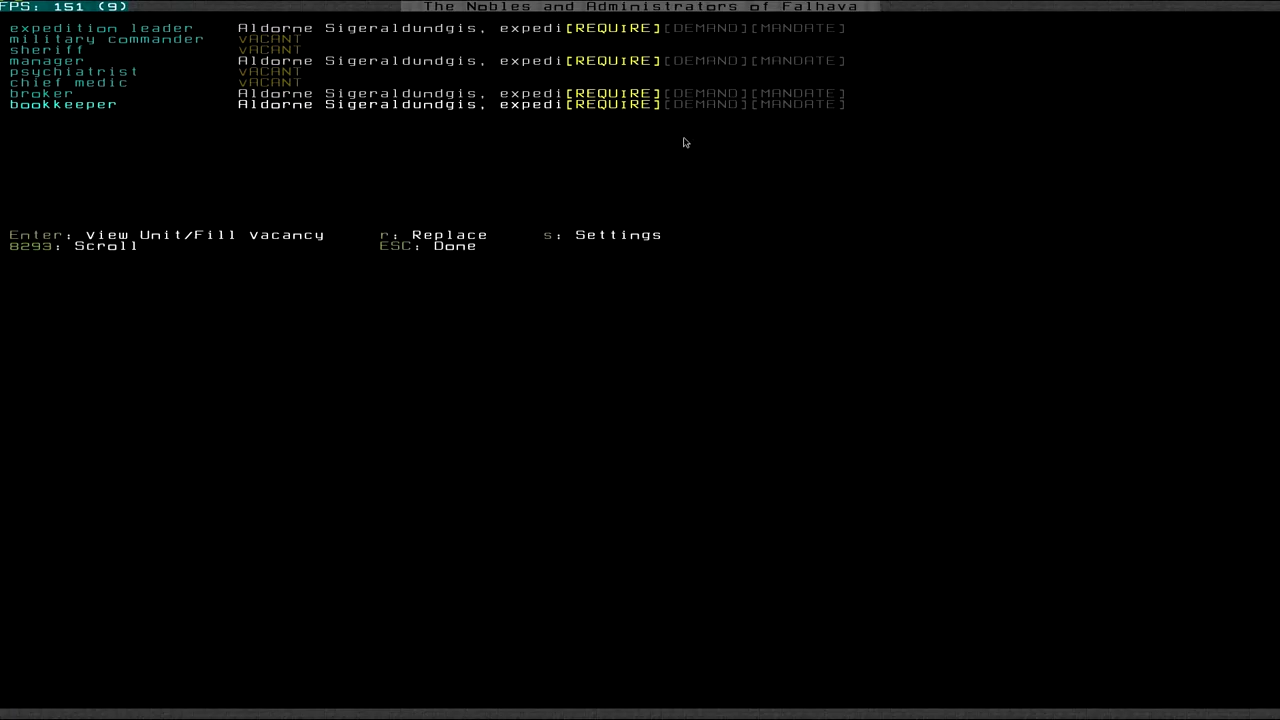 FPS: 151 (9)
The Nobles and Administrators of Falhava
expedition leader Aldorne Sigeraldundgis, expedi[REQUIRE][DEMAND][MANDATE]
military commander VACANT
sheriff VACANT
manager Aldorne Sigeraldundgis, expedi[REQUIRE][DEMAND][MANDATE]
psychiatrist VACANT
chief medic VACANT
broker Aldorne Sigeraldundgis, expedi[REQUIRE][DEMAND][MANDATE]
bookkeeper Aldorne Sigeraldundgis, expedi[REQUIRE][DEMAND][MANDATE]
Enter: View Unit/Fill Vacancy r: Replace s: Settings
8293: Scroll ESC: Done